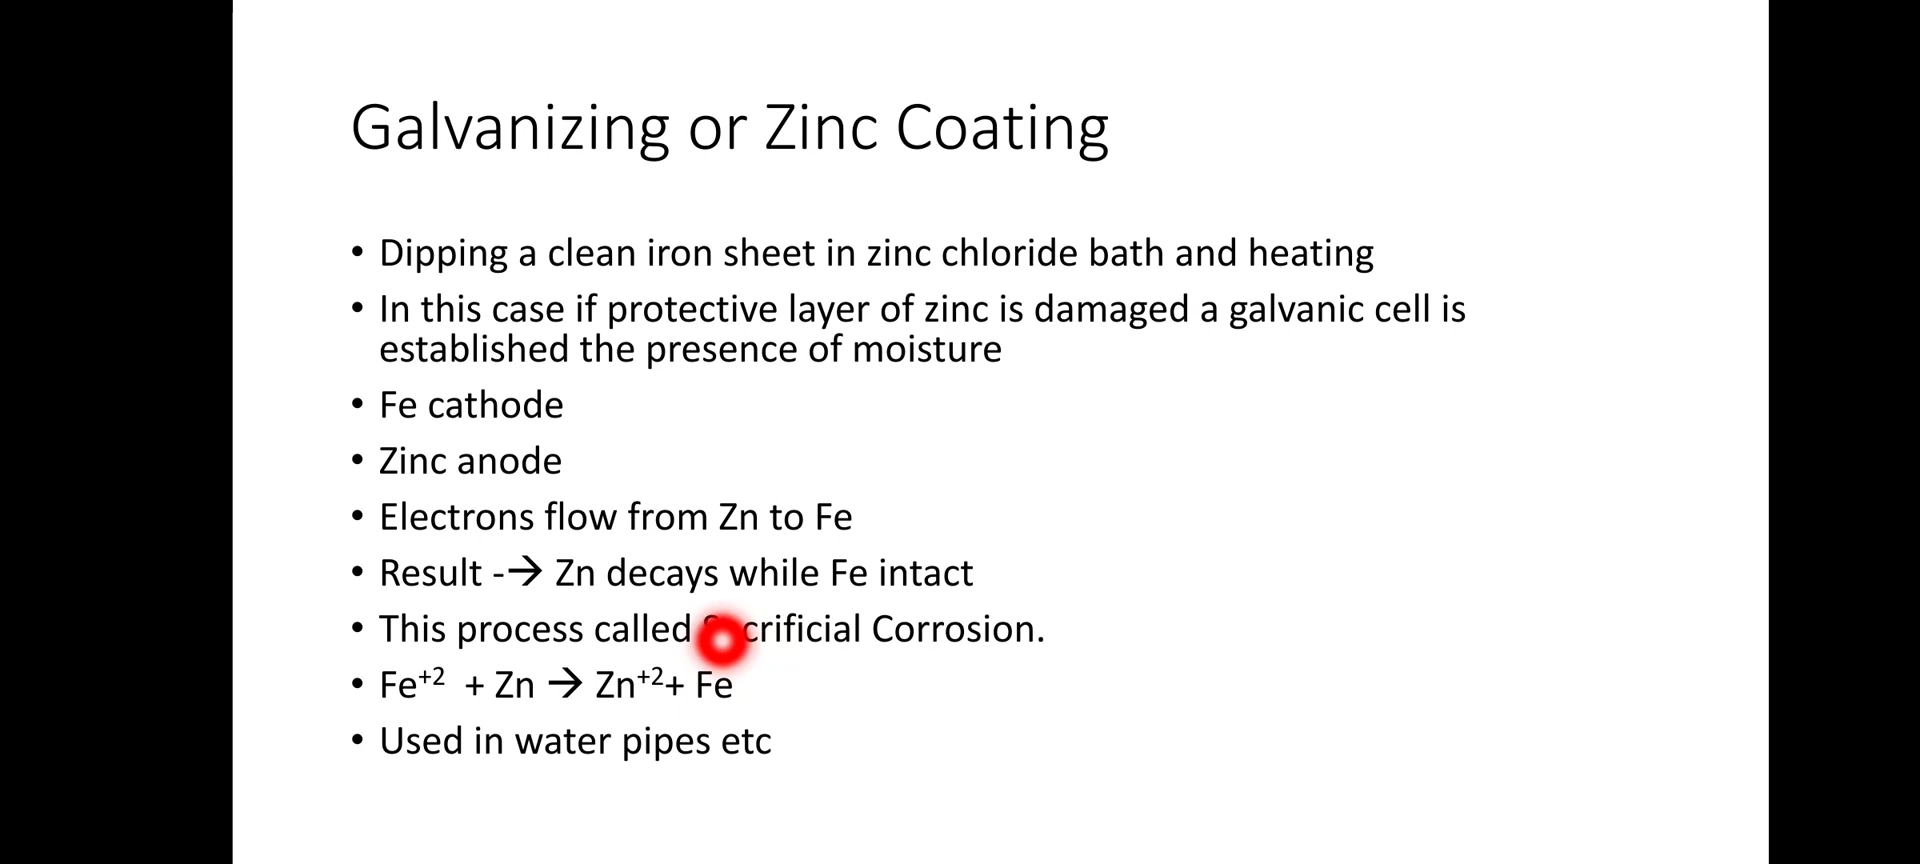 Galvanizing or Zinc Coating
• Dipping a clean iron sheet in zinc chloride bath and heating
• In this case if protective layer of zinc is damaged a galvanic cell is
established the presence of moisture
• Fe cathode
• Zinc anode
• Electrons flow from Zn to Fe
• Result -→ Zn decays while Fe intact
• This process called Sacrificial Corrosion.
• Fe⁺² + Zn → Zn⁺²+ Fe
• Used in water pipes etc